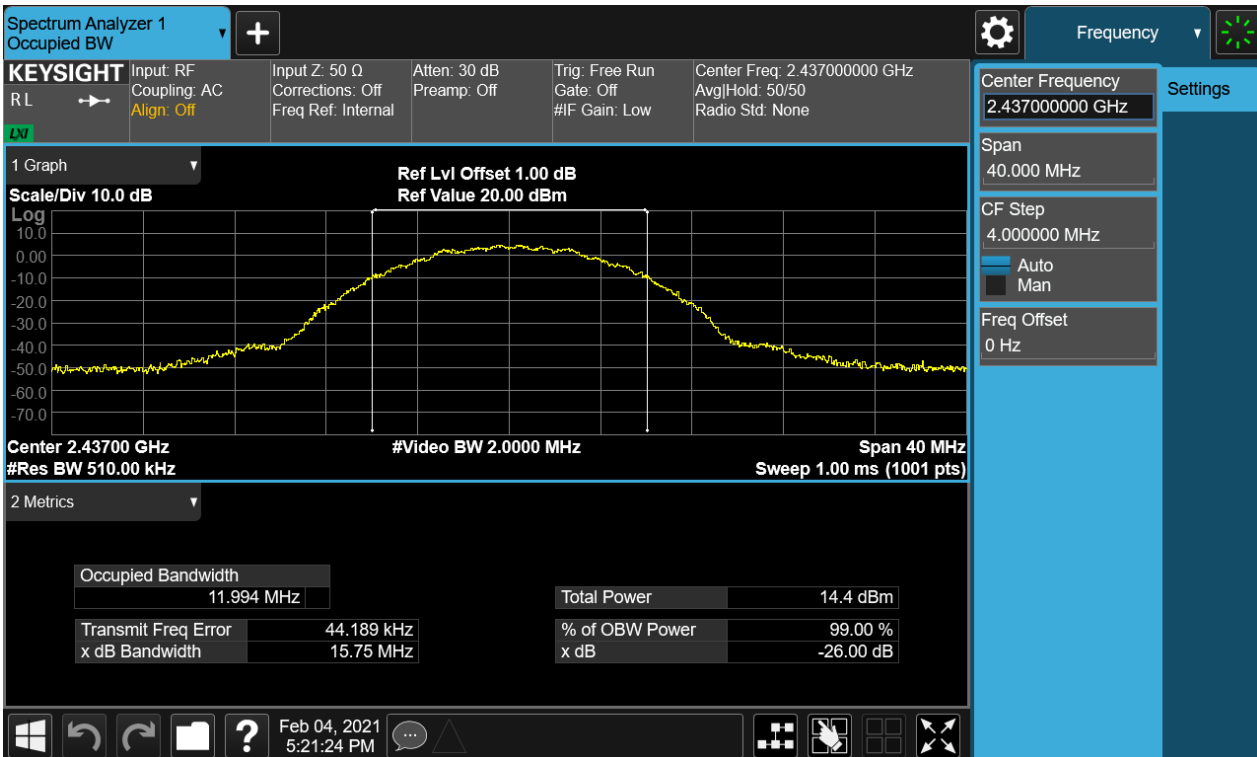 Spectrum Analyzer 1
Occupied BW
Frequency
KEYSIGHT
R L
LXI
Input: RF
Coupling: AC
Align: Off
Input Z: 50 Ω
Corrections: Off
Freq Ref: Internal
Atten: 30 dB
Preamp: Off
Trig: Free Run
Gate: Off
#IF Gain: Low
Center Freq: 2.437000000 GHz
Avg|Hold: 50/50
Radio Std: None
Center Frequency
2.437000000 GHz
Settings
Span
40.000 MHz
CF Step
4.000000 MHz
Auto
Man
Freq Offset
0 Hz
1 Graph
Scale/Div 10.0 dB
Ref Lvl Offset 1.00 dB
Ref Value 20.00 dBm
Log
10.0
0.00
-10.0
-20.0
-30.0
-40.0
-50.0
-60.0
-70.0
Center 2.43700 GHz
#Video BW 2.0000 MHz
Span 40 MHz
#Res BW 510.00 kHz
Sweep 1.00 ms (1001 pts)
2 Metrics
Occupied Bandwidth
11.994 MHz
Total Power 14.4 dBm
Transmit Freq Error 44.189 kHz
% of OBW Power 99.00 %
x dB Bandwidth 15.75 MHz
x dB -26.00 dB
?
Feb 04, 2021
5:21:24 PM